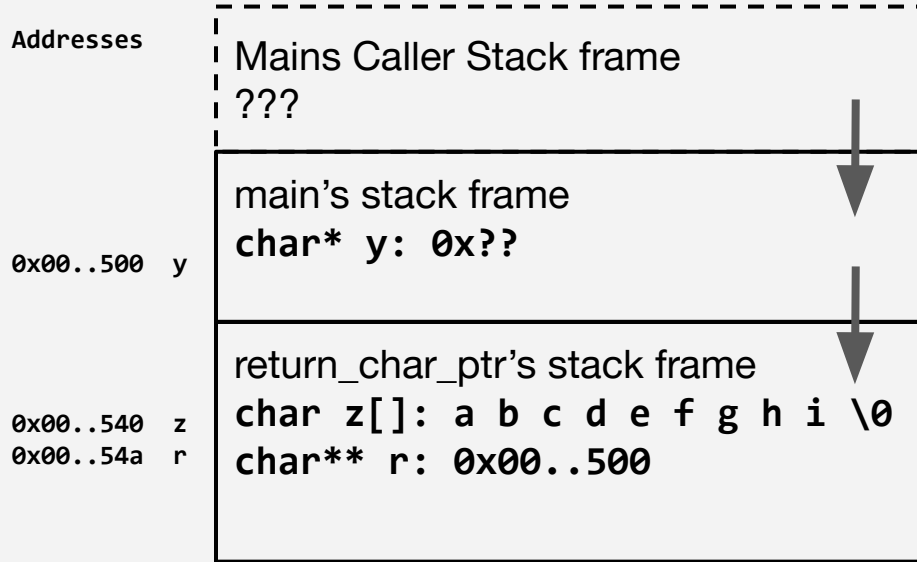 Addresses
Mains Caller Stack frame
???
main’s stack frame
char* y: 0x??
0x00..500 y
return_char_ptr’s stack frame
0x00..540 z
char z[]: a b c d e f g h i \0
0x00..54a r
char** r: 0x00..500